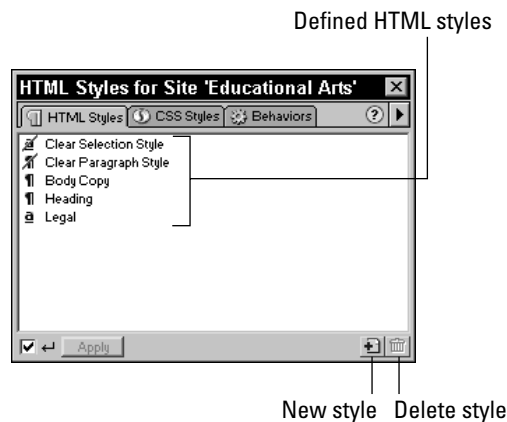 Defined HTML styles
HTML Styles for Site 'Educational Arts'
HTML Styles CSS Styles Behaviors ?
a Clear Selection Style
¶ Clear Paragraph Style
¶ Body Copy
¶ Heading
a Legal
Apply
New style Delete style